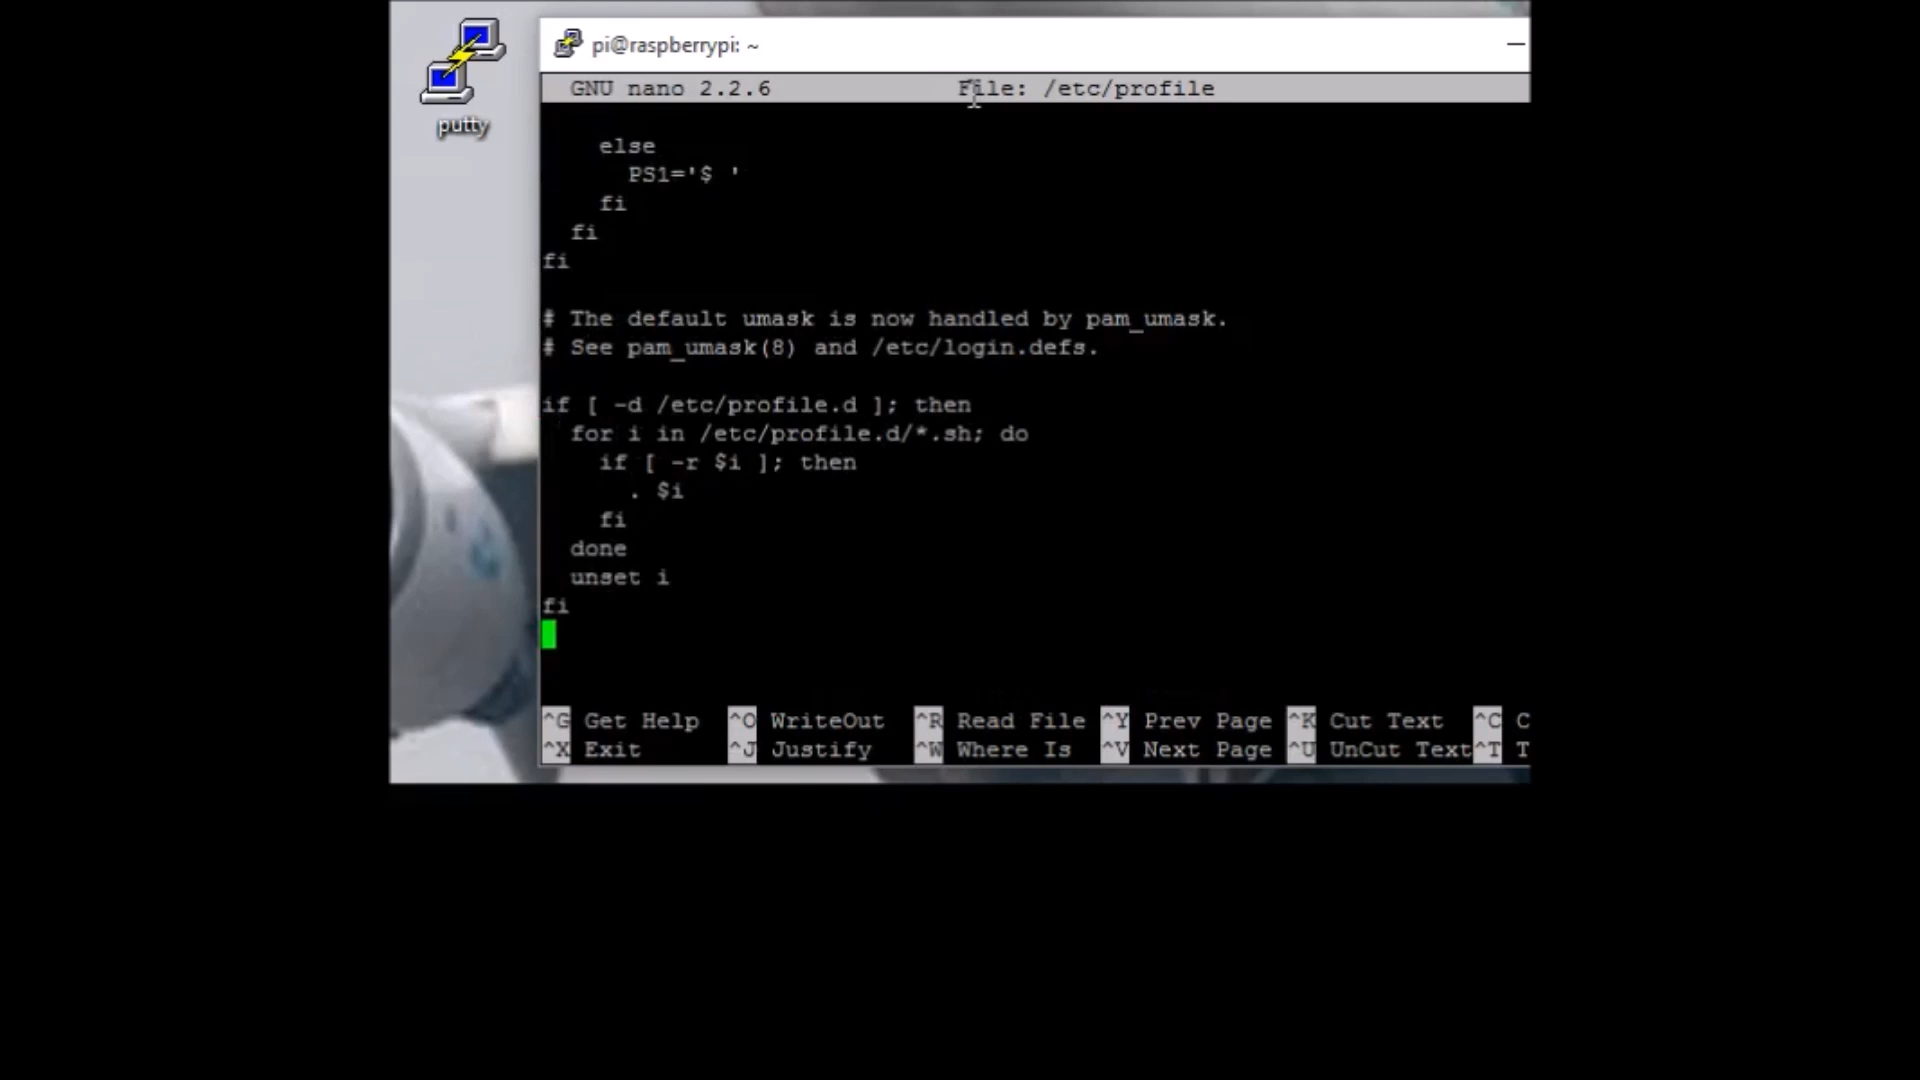 putty
pi@raspberrypi: ~
GNU nano 2.2.6 File: /etc/profile
else
PS1='$ '
fi
fi
fi
# The default umask is now handled by pam_umask.
# See pam_umask(8) and /etc/login.defs.
if [ -d /etc/profile.d ]; then
for i in /etc/profile.d/*.sh; do
if [ -r $i ]; then
. $i
fi
done
unset i
fi
^G Get Help ^O WriteOut ^R Read File ^Y Prev Page ^K Cut Text ^C C
^X Exit ^J Justify ^W Where Is ^V Next Page ^U UnCut Text ^T T